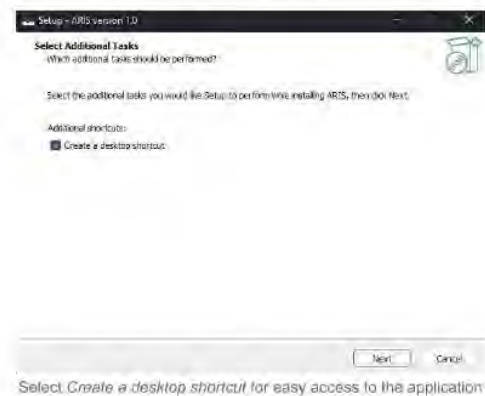 Setup - ARIS version 1.0
Select Additional Tasks
Which additional tasks should be performed?
Select the additional tasks you would like Setup to perform while installing ARIS, then click Next.
Additional shortcuts:
Create a desktop shortcut
Next
Cancel
Select Create a desktop shortcut for easy access to the application